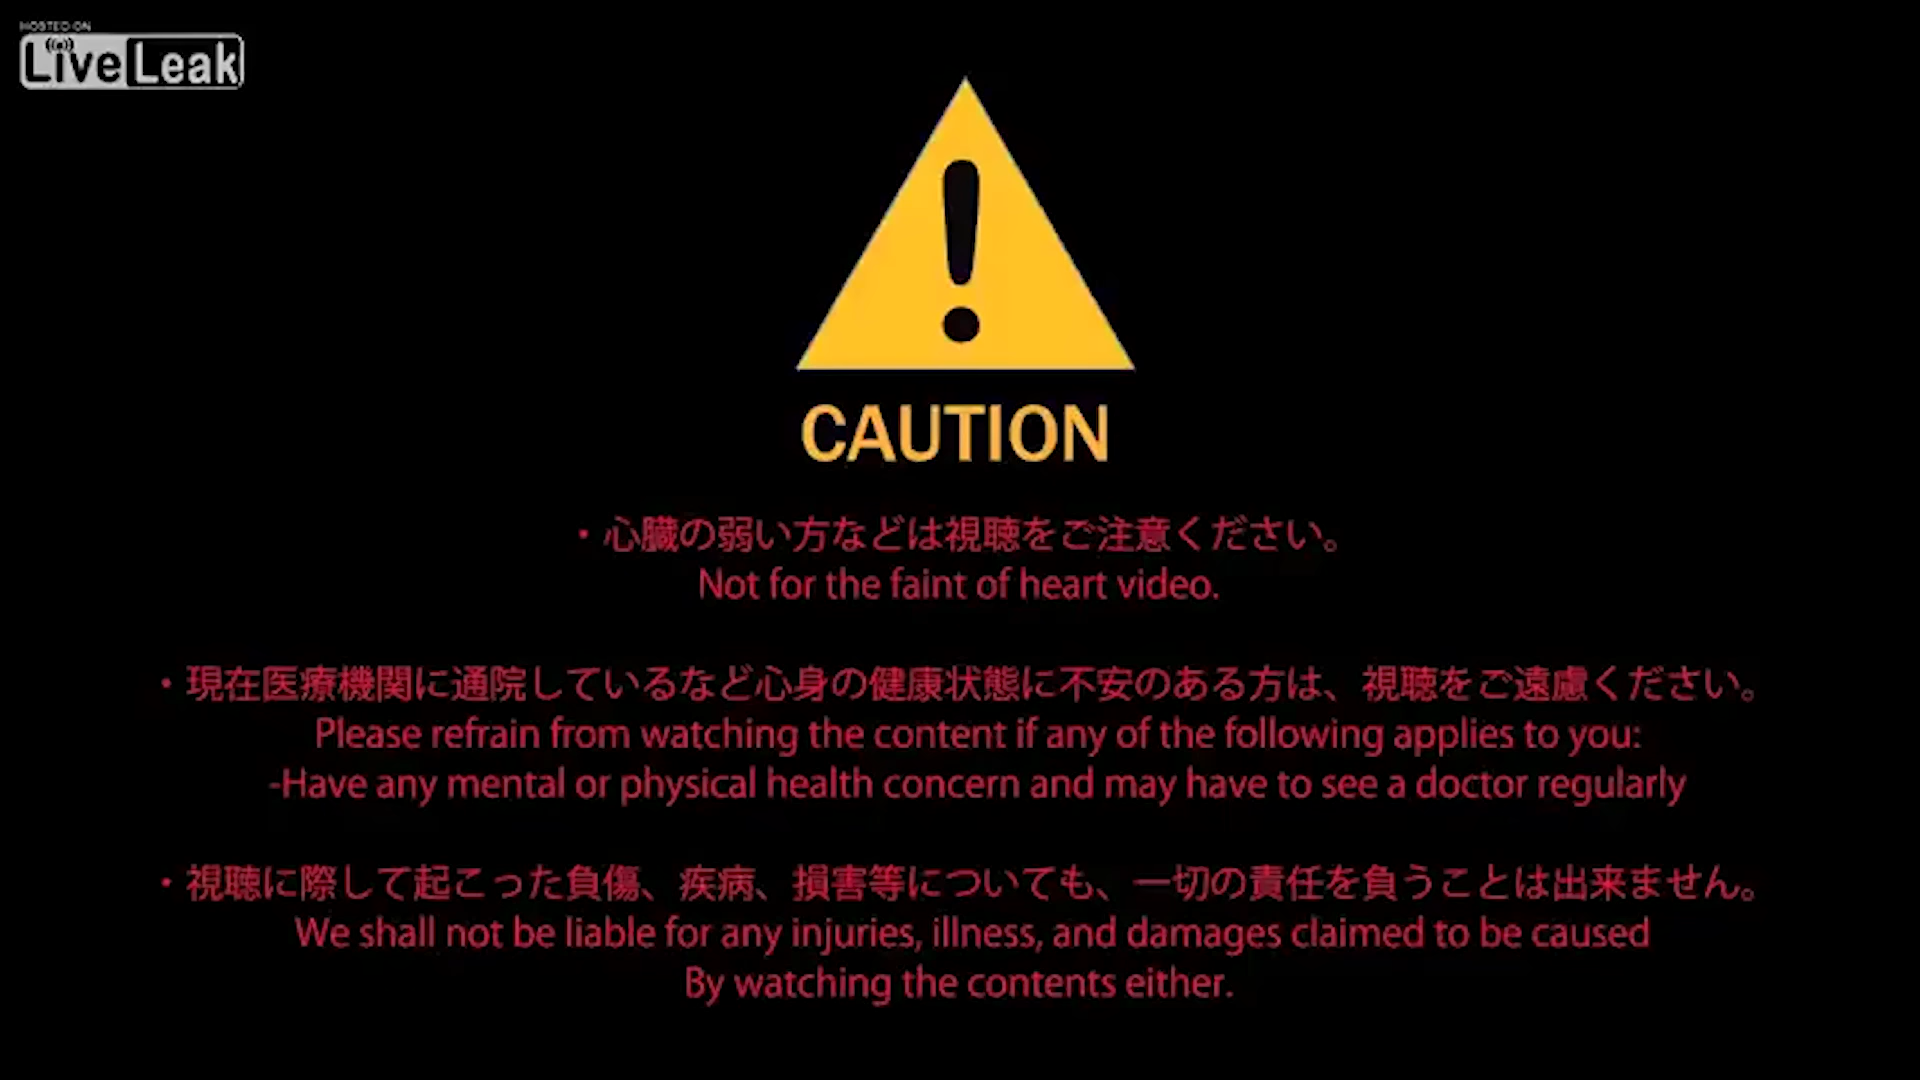 HOSTED ON
LiveLeak
CAUTION
・心臓の弱い方などは視聴をご注意ください。
Not for the faint of heart video.
・現在医療機関に通院しているなど心身の健康状態に不安のある方は、視聴をご遠慮ください。
Please refrain from watching the content if any of the following applies to you:
-Have any mental or physical health concern and may have to see a doctor regularly
・視聴に際して起こった負傷、疾病、損害等についても、一切の責任を負うことは出来ません。
We shall not be liable for any injuries, illness, and damages claimed to be caused
By watching the contents either.